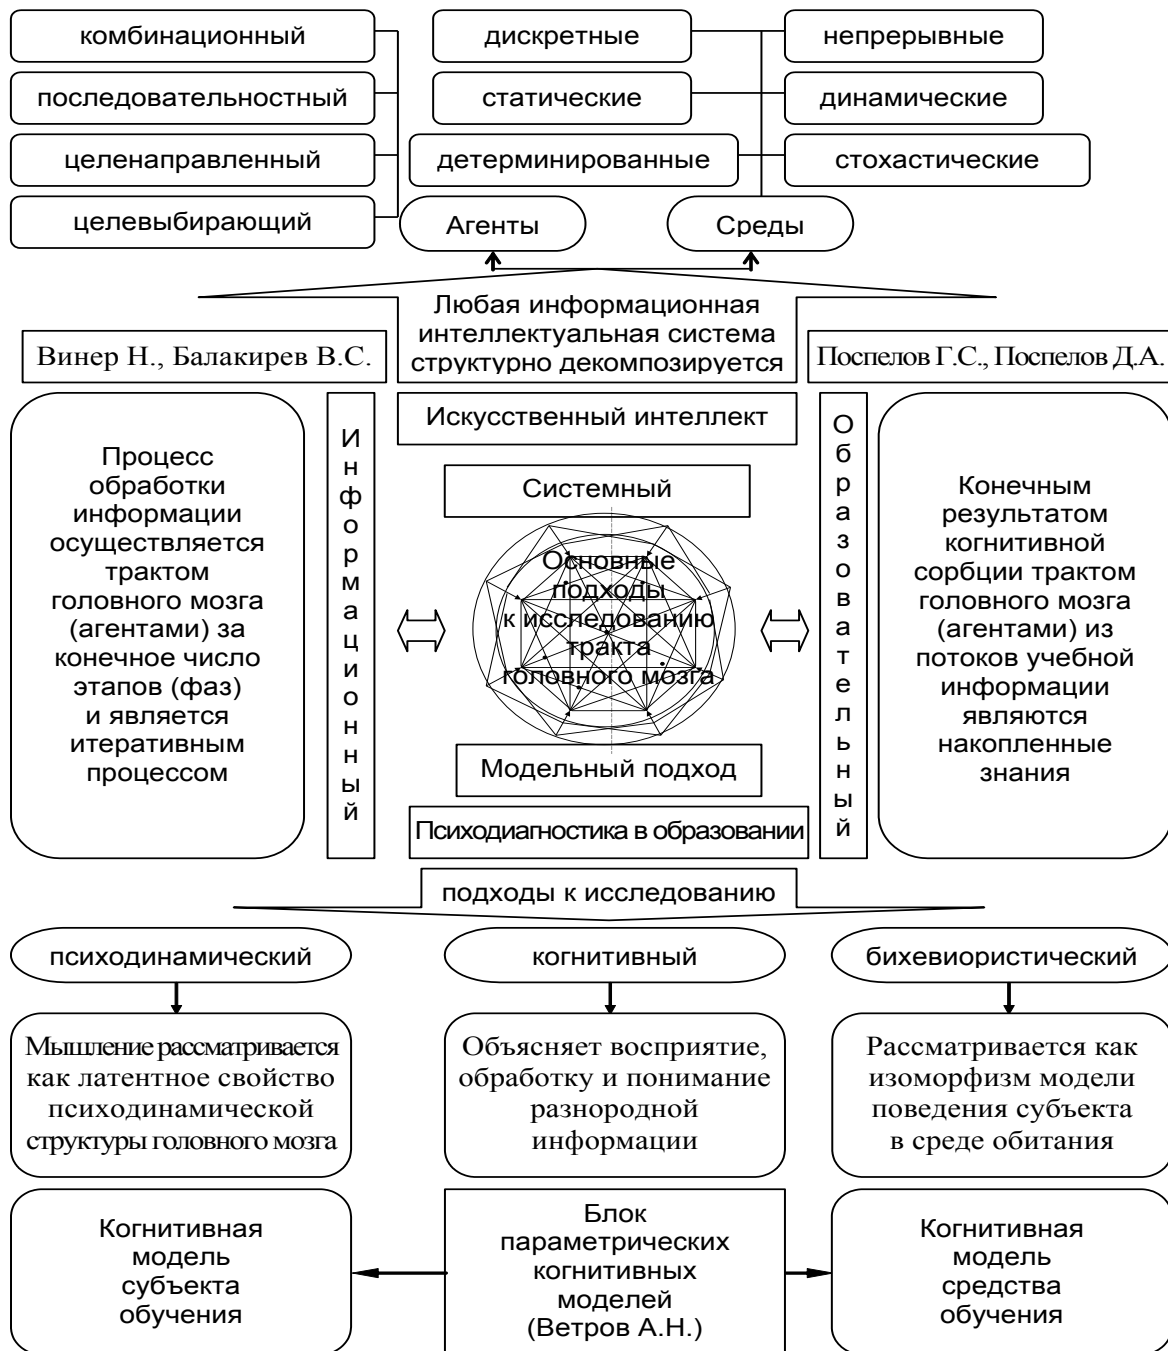 комбинационный
дискретные
непрерывные
последовательностный
статические
динамические
целенаправленный
детерминированные
стохастические
целевыбирающий
Агенты
Среды
Любая информационная
интеллектуальная система
структурно декомпозируется
Винер Н., Балакирев В.С.
Поспелов Г.С., Поспелов Д.А.
Процесс
обработки
информации
осуществляется
трактом
головного мозга
(агентами) за
конечное число
этапов (фаз)
и является
итеративным
процессом
Информационный
Искусственный интеллект
Системный
Основные
подходы
к исследованию
тракта
головного мозга
Модельный подход
Психодиагностика в образовании
Образовательный
Конечным
результатом
когнитивной
сорбции трактом
головного мозга
(агентами) из
потоков учебной
информации
являются
накопленные
знания
подходы к исследованию
психодинамический
когнитивный
бихевиористический
Мышление рассматривается
как латентное свойство
психодинамической
структуры головного мозга
Объясняет восприятие,
обработку и понимание
разнородной
информации
Рассматривается как
изоморфизм модели
поведения субъекта
в среде обитания
Когнитивная
модель
субъекта
обучения
Блок
параметрических
когнитивных
моделей
(Ветров А.Н.)
Когнитивная
модель
средства
обучения